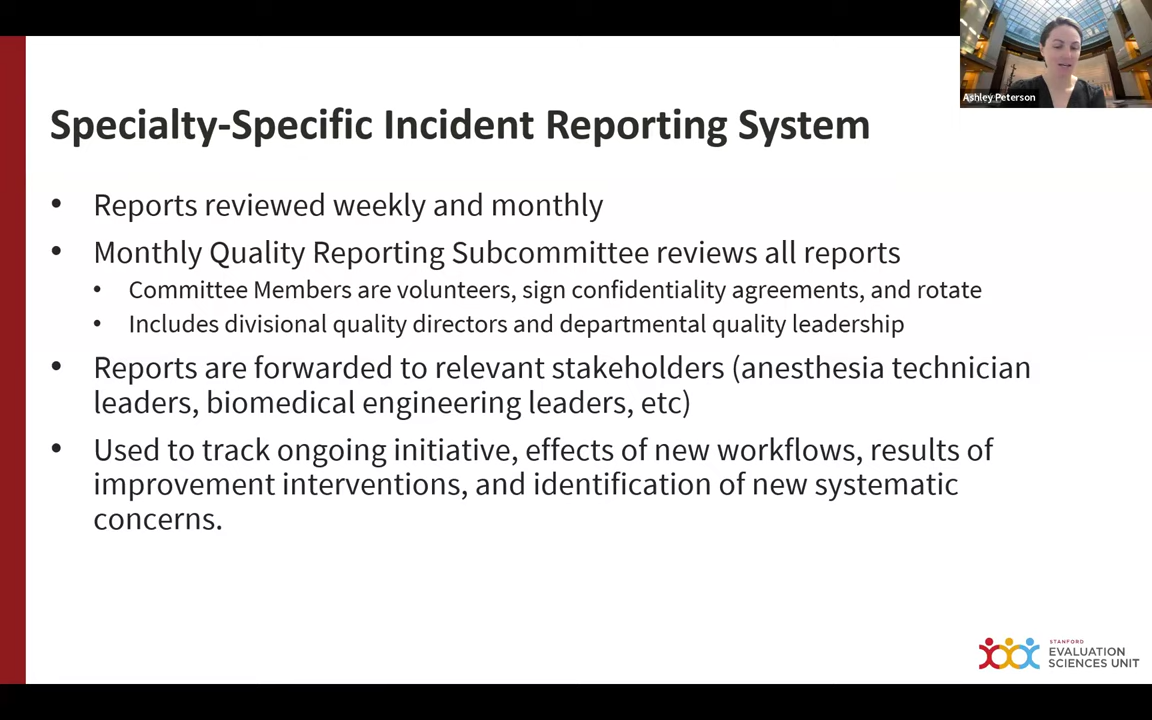 Ashley Peterson
Specialty-Specific Incident Reporting System
• Reports reviewed weekly and monthly
• Monthly Quality Reporting Subcommittee reviews all reports
• Committee Members are volunteers, sign confidentiality agreements, and rotate
• Includes divisional quality directors and departmental quality leadership
• Reports are forwarded to relevant stakeholders (anesthesia technician
leaders, biomedical engineering leaders, etc)
• Used to track ongoing initiative, effects of new workflows, results of
improvement interventions, and identification of new systematic
concerns.
STANFORD
EVALUATION
SCIENCES UNIT